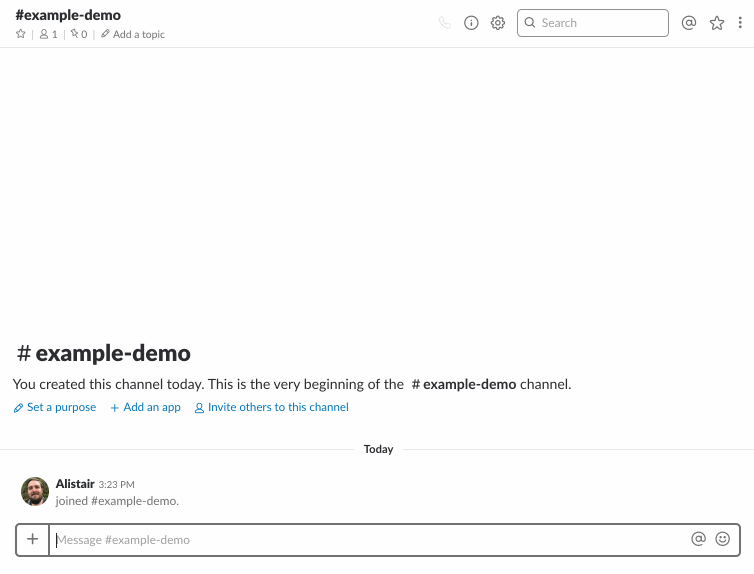 #example-demo
1 | 0 | Add a topic
Search
# example-demo
You created this channel today. This is the very beginning of the # example-demo channel.
Set a purpose + Add an app Invite others to this channel
Today
Alistair 3:23 PM
joined #example-demo.
+ Message #example-demo @